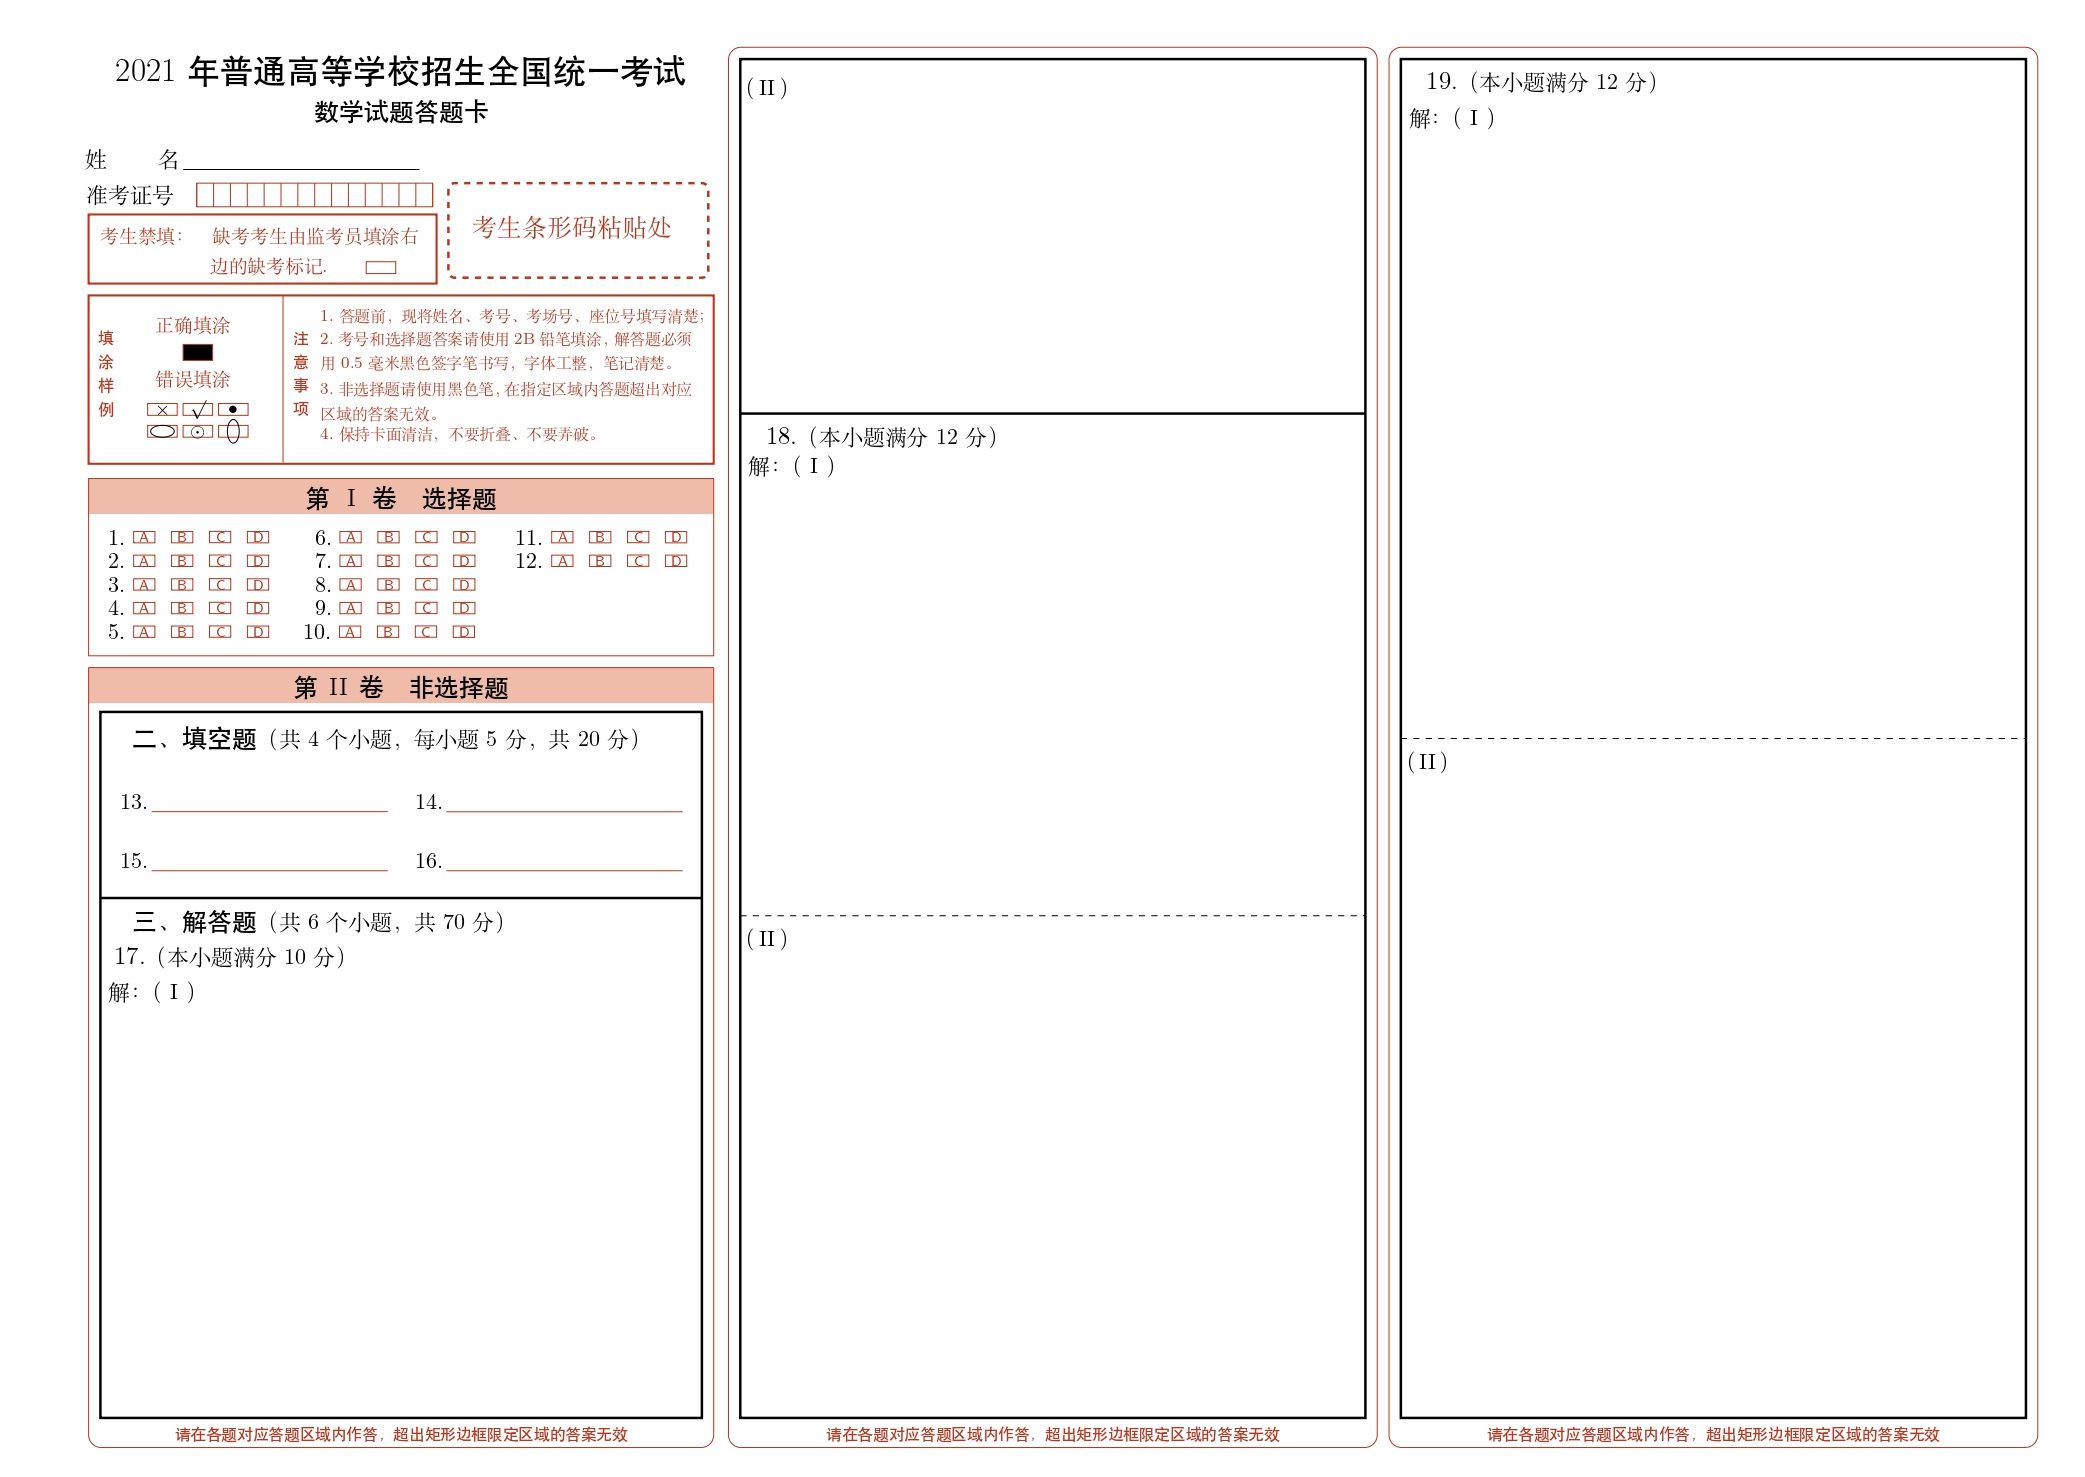 2021 年普通高等学校招生全国统一考试
数学试题答题卡
姓 名
准考证号
考生禁填： 缺考考生由监考员填涂右
边的缺考标记.
考生条形码粘贴处
填涂样例
正确填涂
错误填涂
注意事项
1. 答题前，现将姓名、考号、考场号、座位号填写清楚；
2. 考号和选择题答案请使用 2B 铅笔填涂，解答题必须
用 0.5 毫米黑色签字笔书写，字体工整，笔记清楚。
3. 非选择题请使用黑色笔，在指定区域内答题超出对应
区域的答案无效。
4. 保持卡面清洁，不要折叠、不要弄破。
第 I 卷 选择题
1. A B C D 6. A B C D 11. A B C D
2. A B C D 7. A B C D 12. A B C D
3. A B C D 8. A B C D
4. A B C D 9. A B C D
5. A B C D 10. A B C D
第 II 卷 非选择题
二、填空题（共 4 个小题，每小题 5 分，共 20 分）
13. 14.
15. 16.
三、解答题（共 6 个小题，共 70 分）
17.（本小题满分 10 分）
解：（ I ）
请在各题对应答题区域内作答，超出矩形边框限定区域的答案无效
（II）
18.（本小题满分 12 分）
解：（ I ）
（II）
请在各题对应答题区域内作答，超出矩形边框限定区域的答案无效
19.（本小题满分 12 分）
解：（ I ）
（II）
请在各题对应答题区域内作答，超出矩形边框限定区域的答案无效